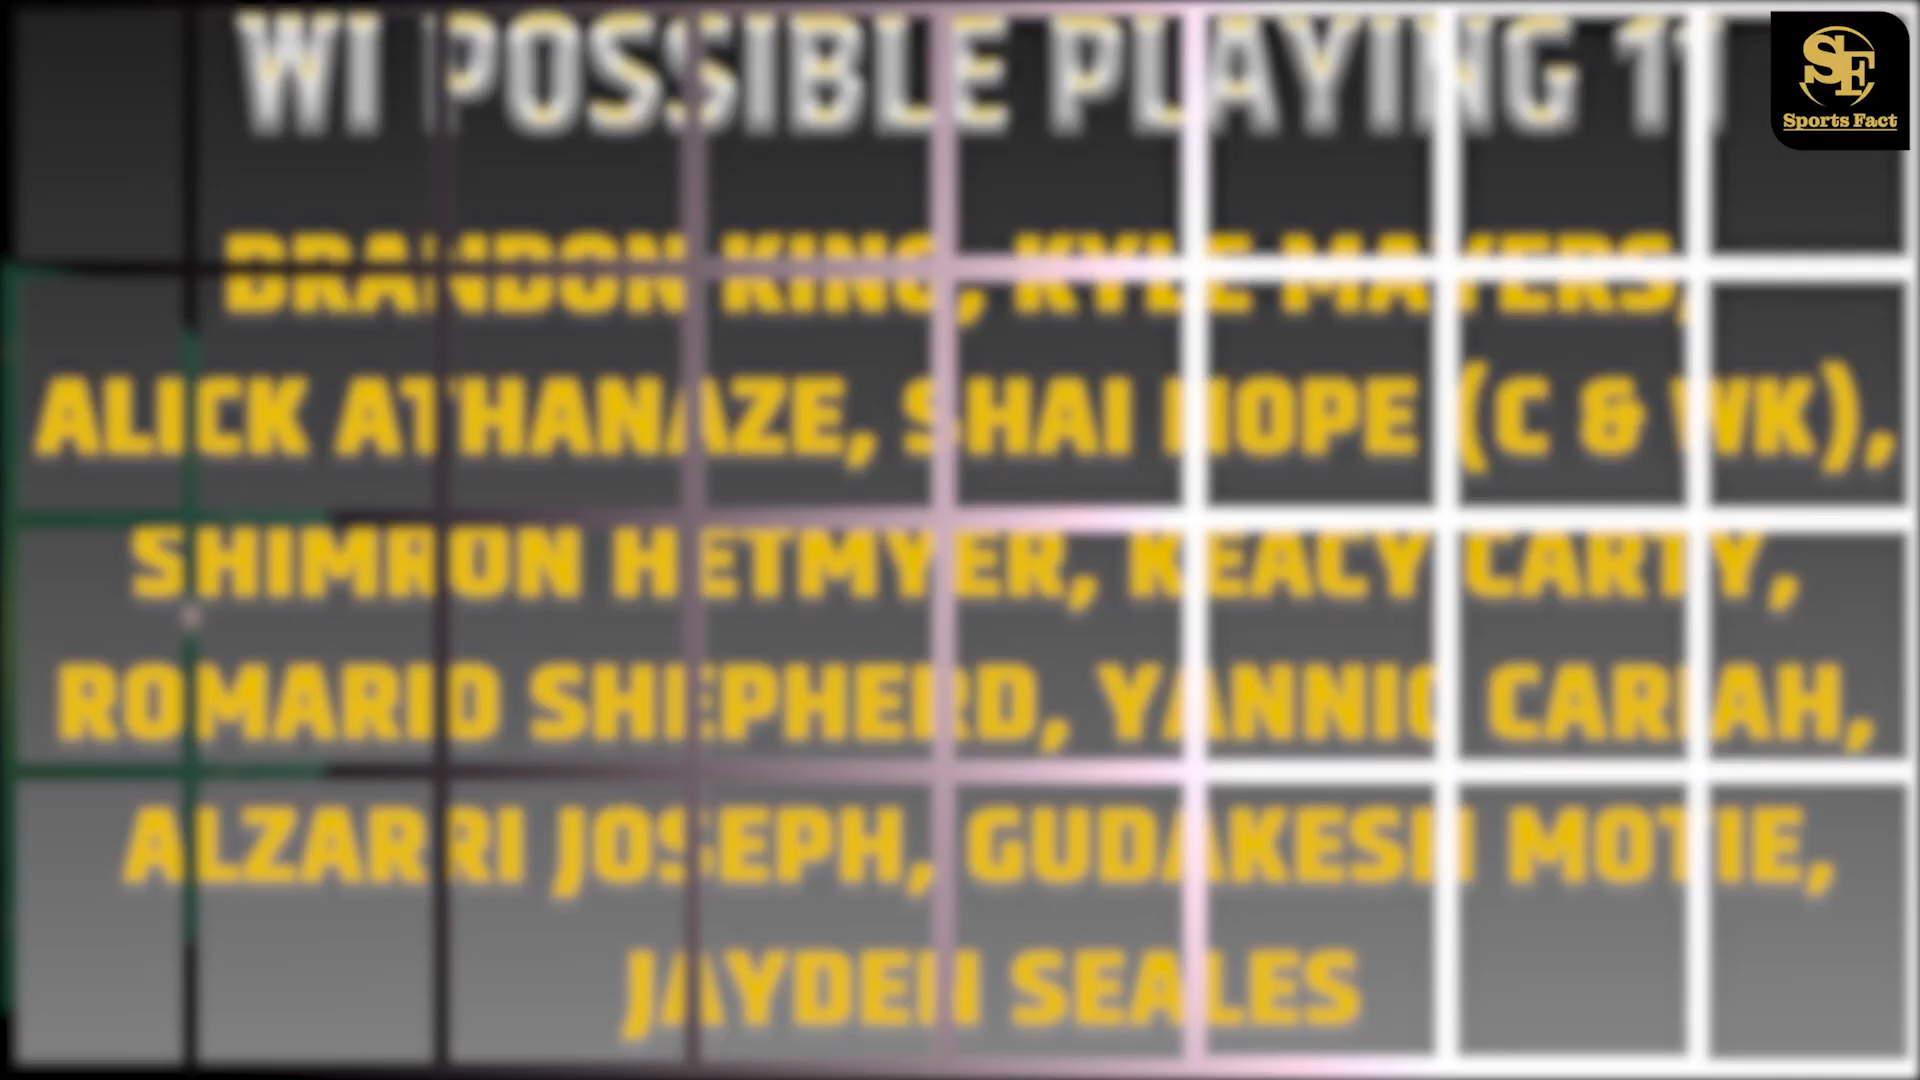 WI POSSIBLE PLAYING 11
SF
Sports Fact
BRANDON KING, KYLE MAYERS,
ALICK ATHANAZE, SHAI HOPE (C & WK),
SHIMRON HETMYER, KEACY CARTY,
ROMARIO SHEPHERD, YANNIC CARIAH,
ALZARRI JOSEPH, GUDAKESH MOTIE,
JAYDEN SEALES